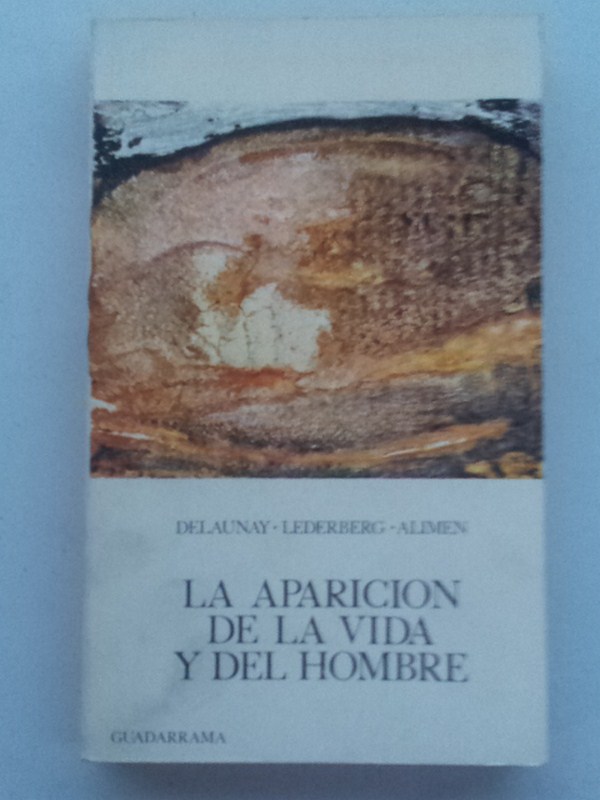 DELAUNAY · LEDERBERG · ALIMEN
LA APARICION
DE LA VIDA
Y DEL HOMBRE
GUADARRAMA